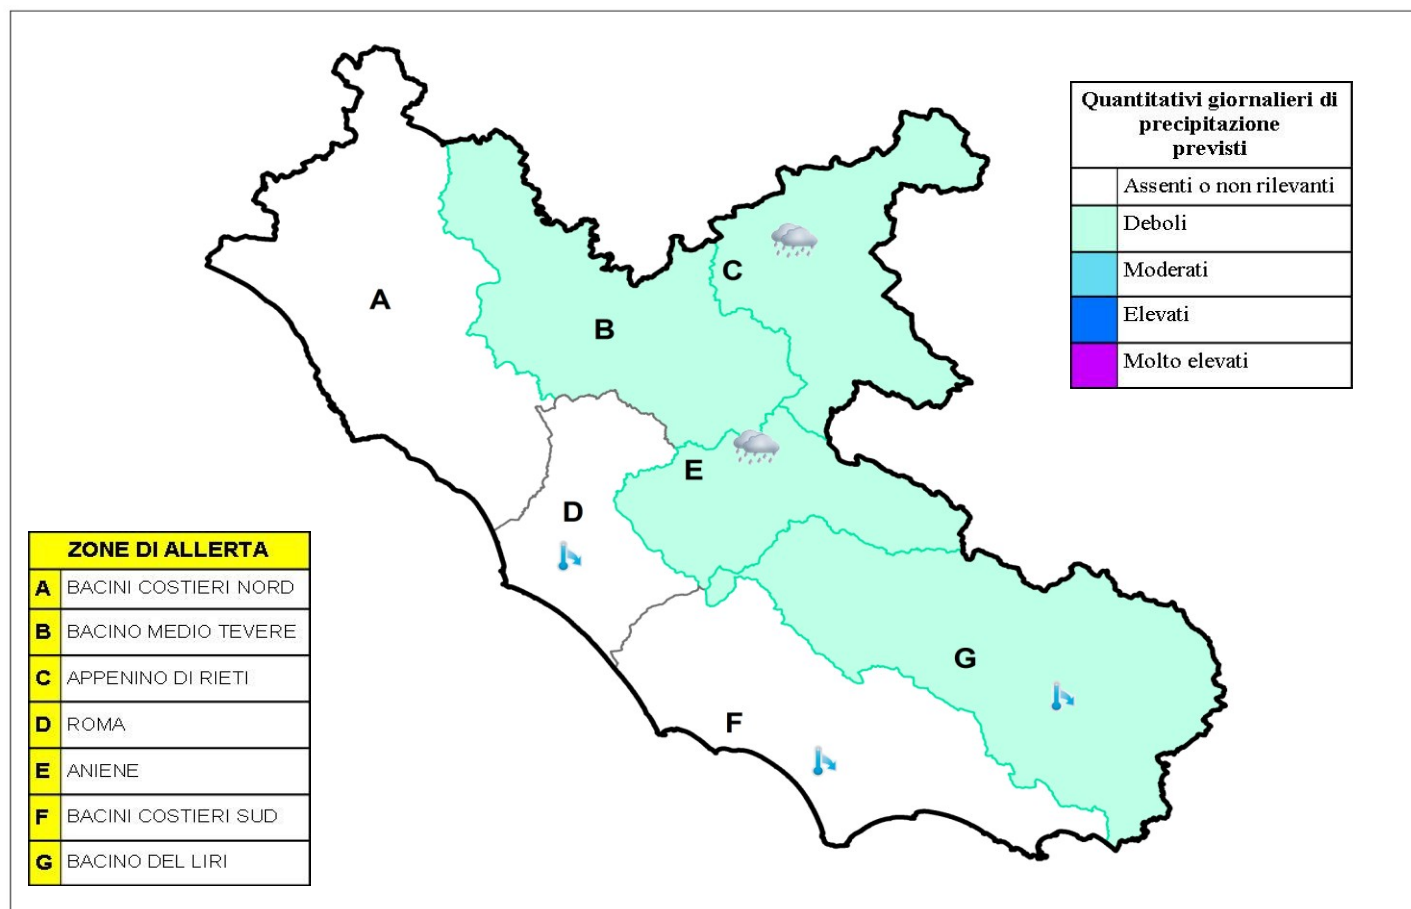 Quantitativi giornalieri di
precipitazione
previsti
Assenti o non rilevanti
Deboli
Moderati
Elevati
Molto elevati
A
B
C
D
E
F
G
ZONE DI ALLERTA
A BACINI COSTIERI NORD
B BACINO MEDIO TEVERE
C APPENINO DI RIETI
D ROMA
E ANIENE
F BACINI COSTIERI SUD
G BACINO DEL LIRI